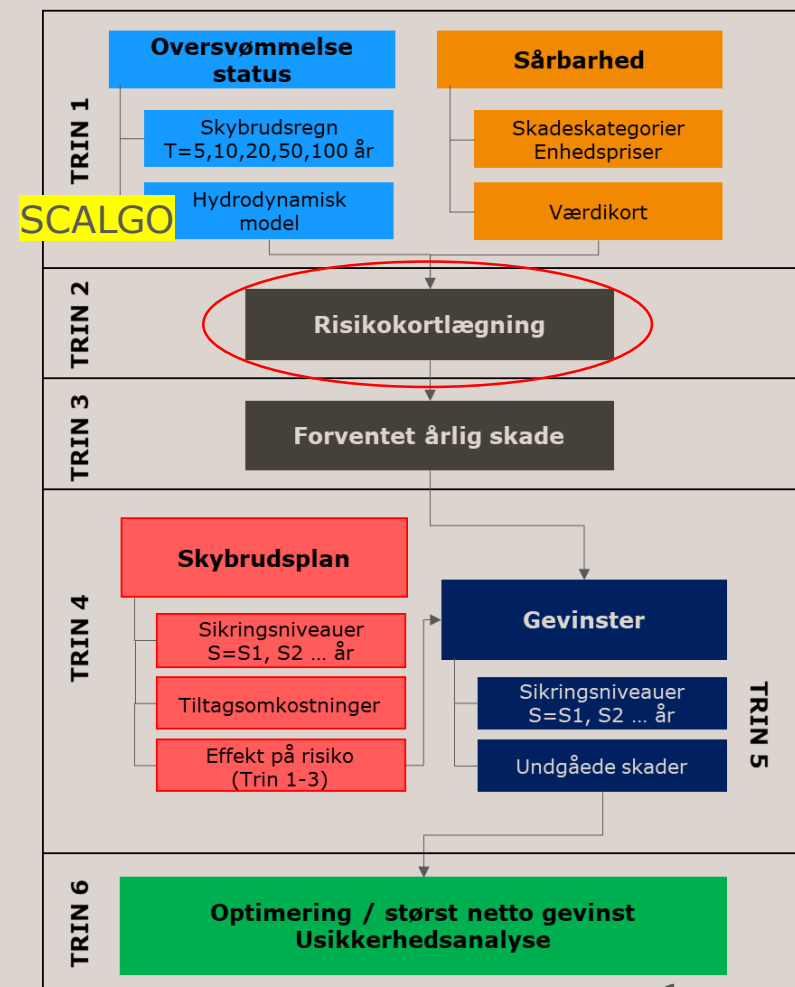 TRIN 1
Oversvømmelse
status
Skybrudsregn
T=5,10,20,50,100 år
SCALGO
Hydrodynamisk
model
Sårbarhed
Skadeskategorier
Enhedspriser
Værdikort
TRIN 2
Risikokortlægning
TRIN 3
Forventet årlig skade
TRIN 4
Skybrudsplan
Sikringsniveauer
S=S1, S2 ... år
Tiltagsomkostninger
Effekt på risiko
(Trin 1-3)
Gevinster
Sikringsniveauer
S=S1, S2 ... år
Undgåede skader
TRIN 5
TRIN 6
Optimering / størst netto gevinst
Usikkerhedsanalyse